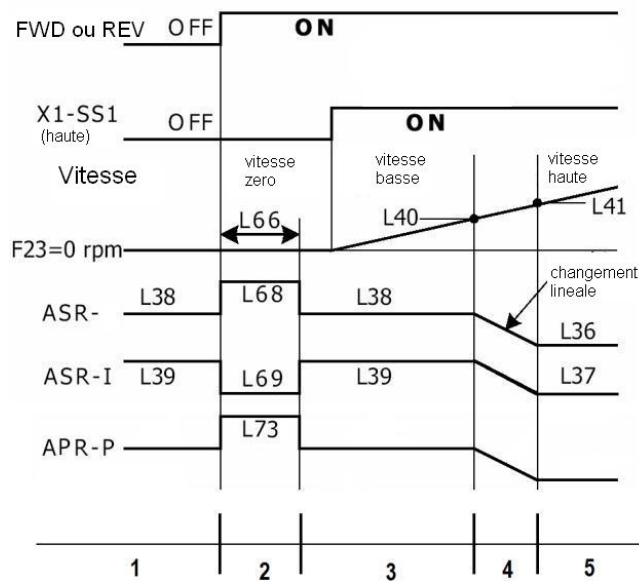 FWD ou REV OFF ON
X1-SS1 OFF ON
(haute)
Vitesse
vitesse
zero
vitesse
basse
vitesse
haute
L66
L40
L41
F23=0 rpm
changement
lineale
ASR- L38 L68 L38 L36
ASR-I L39 L69 L39 L37
APR-P L73
1 2 3 4 5